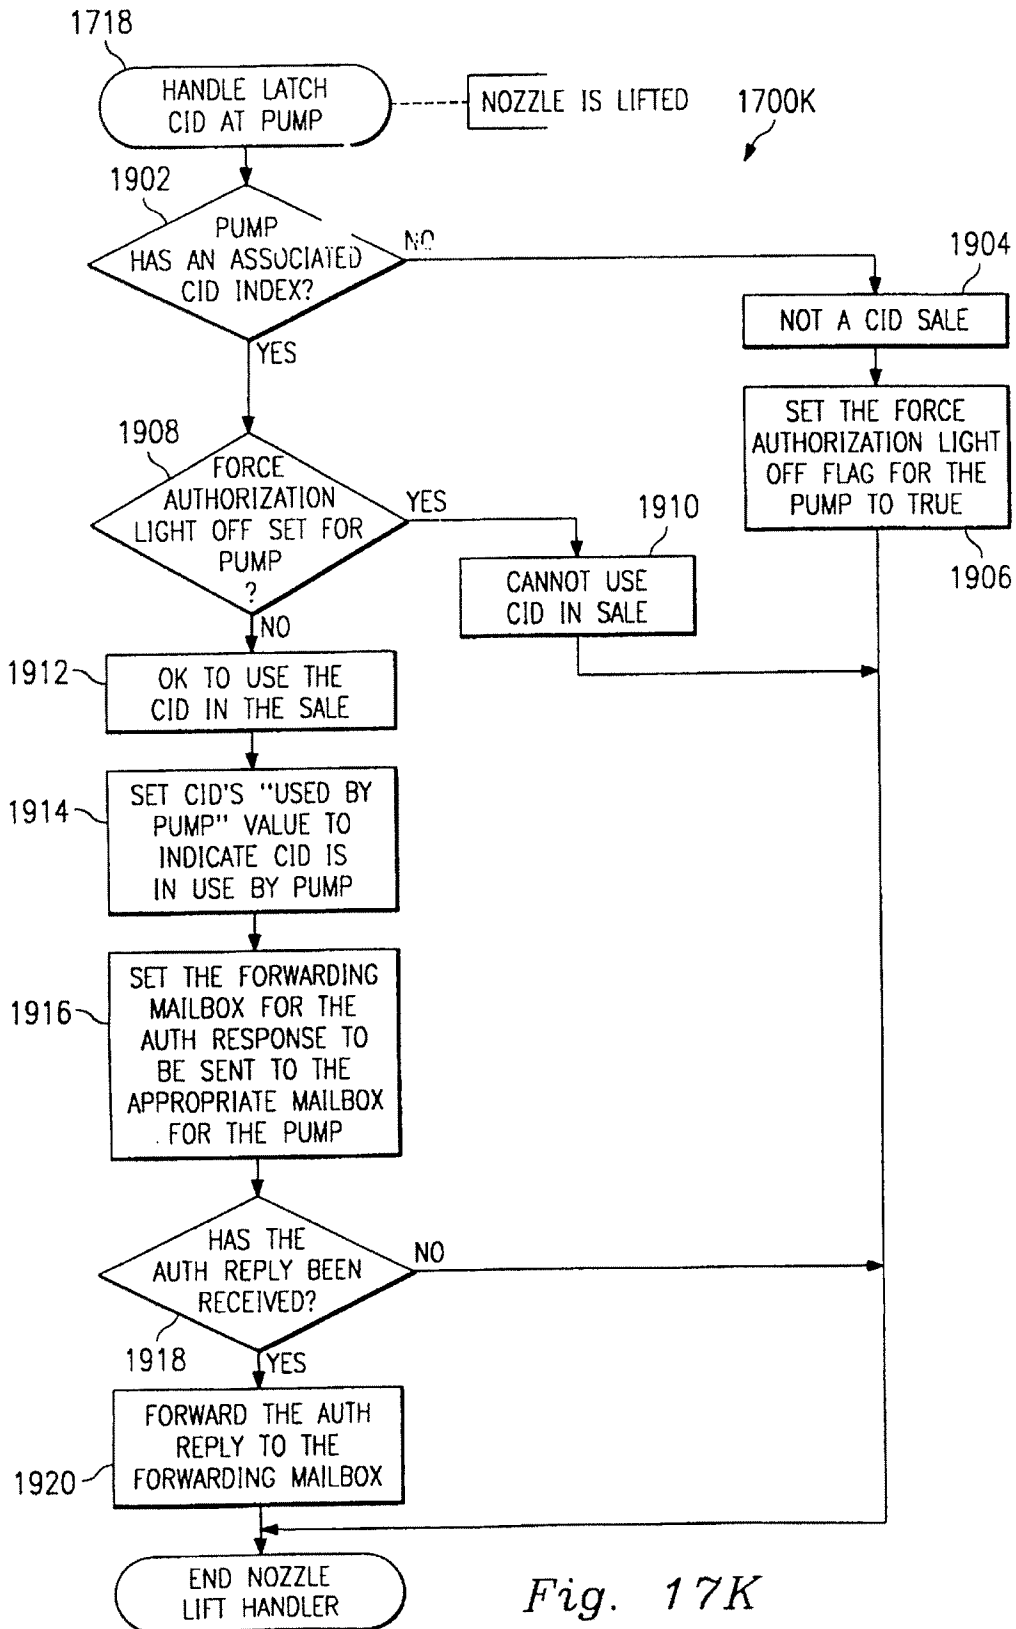 1718
HANDLE LATCH
CID AT PUMP
NOZZLE IS LIFTED
1700K
1902
PUMP
HAS AN ASSOCIATED
CID INDEX?
NO
YES
1904
NOT A CID SALE
SET THE FORCE
AUTHORIZATION LIGHT
OFF FLAG FOR THE
PUMP TO TRUE
1906
1908
FORCE
AUTHORIZATION
LIGHT OFF SET FOR
PUMP
?
YES
NO
1910
CANNOT USE
CID IN SALE
1912
OK TO USE THE
CID IN THE SALE
1914
SET CID'S "USED BY
PUMP" VALUE TO
INDICATE CID IS
IN USE BY PUMP
1916
SET THE FORWARDING
MAILBOX FOR THE
AUTH RESPONSE TO
BE SENT TO THE
APPROPRIATE MAILBOX
FOR THE PUMP
HAS THE
AUTH REPLY BEEN
RECEIVED?
NO
1918
YES
FORWARD THE AUTH
REPLY TO THE
FORWARDING MAILBOX
1920
END NOZZLE
LIFT HANDLER
Fig. 17K